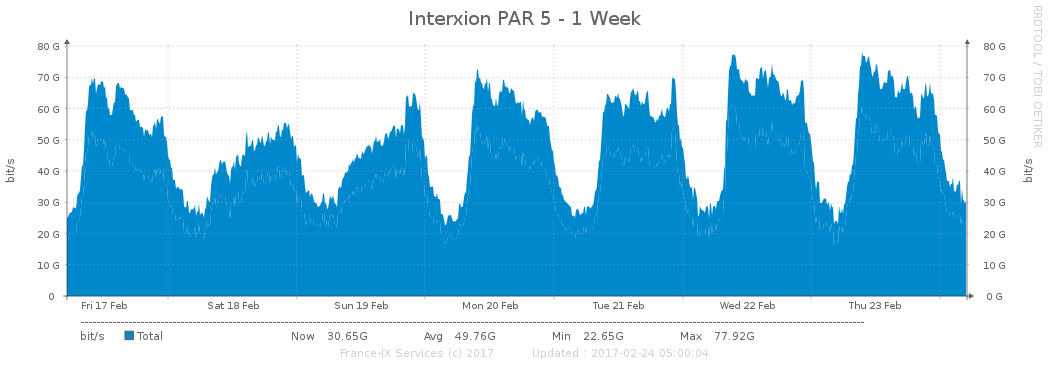 Interxion PAR 5 - 1 Week
RRDTOOL / TOBI OETIKER
bit/s
80 G 80 G
70 G 70 G
60 G 60 G
50 G 50 G
40 G 40 G
30 G 30 G
20 G 20 G
10 G 10 G
0 0 G
bit/s
Fri 17 Feb Sat 18 Feb Sun 19 Feb Mon 20 Feb Tue 21 Feb Wed 22 Feb Thu 23 Feb
bit/s Total Now 30.65G Avg 49.76G Min 22.65G Max 77.92G
France-IX Services (c) 2017 Updated : 2017-02-24 05:00:04